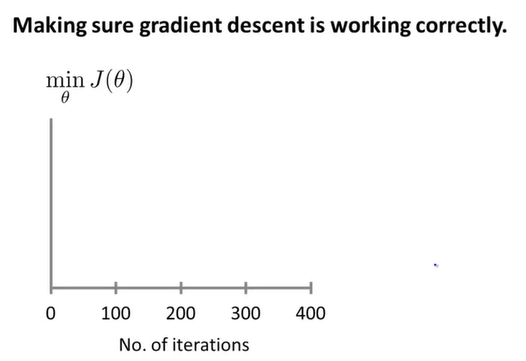 Making sure gradient descent is working correctly.
min J(θ)
θ
0 100 200 300 400
No. of iterations